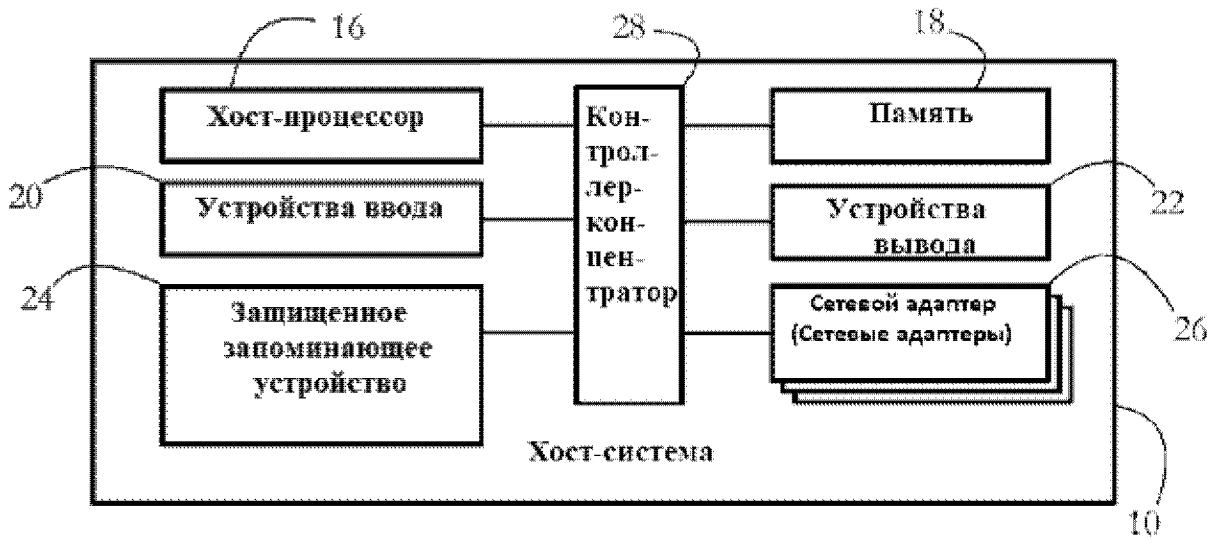 16
28
18
Хост-процессор
Кон-
трол-
лер-
кон-
цен-
тратор
Память
20
Устройства ввода
Устройства
вывода
22
24
Защищенное
запоминающее
устройство
Сетевой адаптер
(Сетевые адаптеры)
26
Хост-система
10